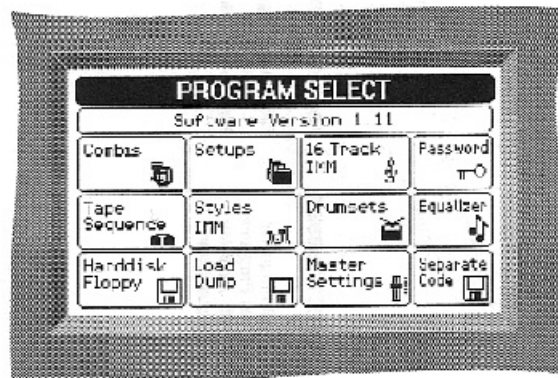 PROGRAM SELECT
Software Version 1.11
Combis
Setups
16 Track
IMM
Password
Tape
Sequence
Styles
IMM
Drumsets
Equalizer
Harddisk
Floppy
Load
Dump
Master
Settings
Separate
Code